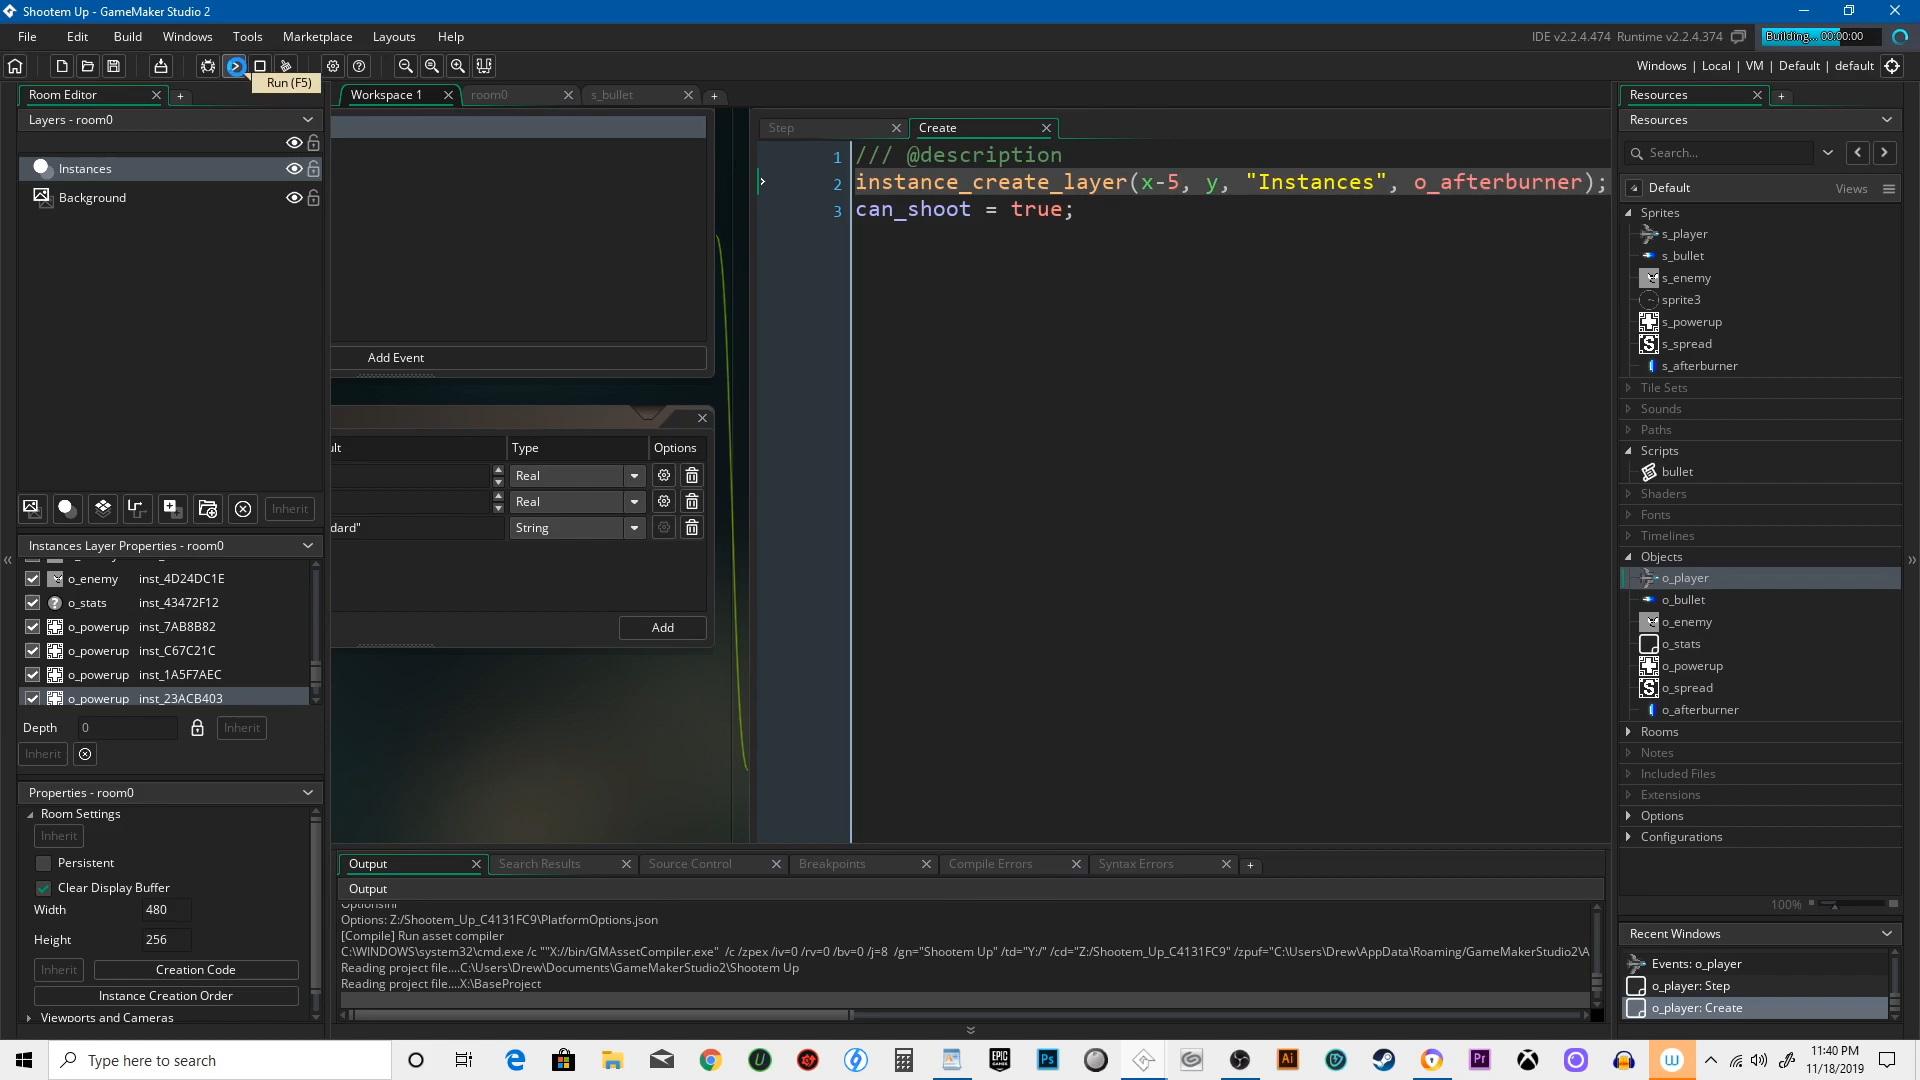 Shootem Up - GameMaker Studio 2
File Edit Build Windows Tools Marketplace Layouts Help
IDE v2.2.4.474 Runtime v2.2.4.374
Building... 00:00:00
Run (F5)
Windows | Local | VM | Default | default
Room Editor
Layers - room0
Instances
Background
Inherit
Instances Layer Properties - room0
o_enemy inst_4D24DC1E
o_stats inst_43472F12
o_powerup inst_7AB8B82
o_powerup inst_C67C21C
o_powerup inst_1A5F7AEC
o_powerup inst_23ACB403
Depth 0 Inherit
Inherit
Properties - room0
Room Settings
Inherit
Persistent
Clear Display Buffer
Width 480
Height 256
Inherit Creation Code
Instance Creation Order
Viewports and Cameras
Workspace 1 room0 s_bullet
Add Event
ult Type Options
Real
Real
dard" String
Add
Step Create
1 /// @description
2 instance_create_layer(x-5, y, "Instances", o_afterburner);
3 can_shoot = true;
Output Search Results Source Control Breakpoints Compile Errors Syntax Errors
Output
OptionsIni
Options: Z:/Shootem_Up_C4131FC9\PlatformOptions.json
[Compile] Run asset compiler
C:\WINDOWS\system32\cmd.exe /c ""X://bin/GMAssetCompiler.exe" /c /zpex /iv=0 /rv=0 /bv=0 /j=8 /gn="Shootem Up" /td="Y:/" /cd="Z:/Shootem_Up_C4131FC9" /zpuf="C:\Users\Drew\AppData\Roaming/GameMakerStudio2\A
Reading project file....C:\Users\Drew\Documents\GameMakerStudio2\Shootem Up
Reading project file....X:\BaseProject
Resources
Resources
Search...
Default Views
Sprites
s_player
s_bullet
s_enemy
sprite3
s_powerup
S s_spread
s_afterburner
Tile Sets
Sounds
Paths
Scripts
bullet
Shaders
Fonts
Timelines
Objects
o_player
o_bullet
o_enemy
o_stats
o_powerup
S o_spread
o_afterburner
Rooms
Notes
Included Files
Extensions
Options
Configurations
100%
Recent Windows
Events: o_player
o_player: Step
o_player: Create
Type here to search
11:40 PM
11/18/2019